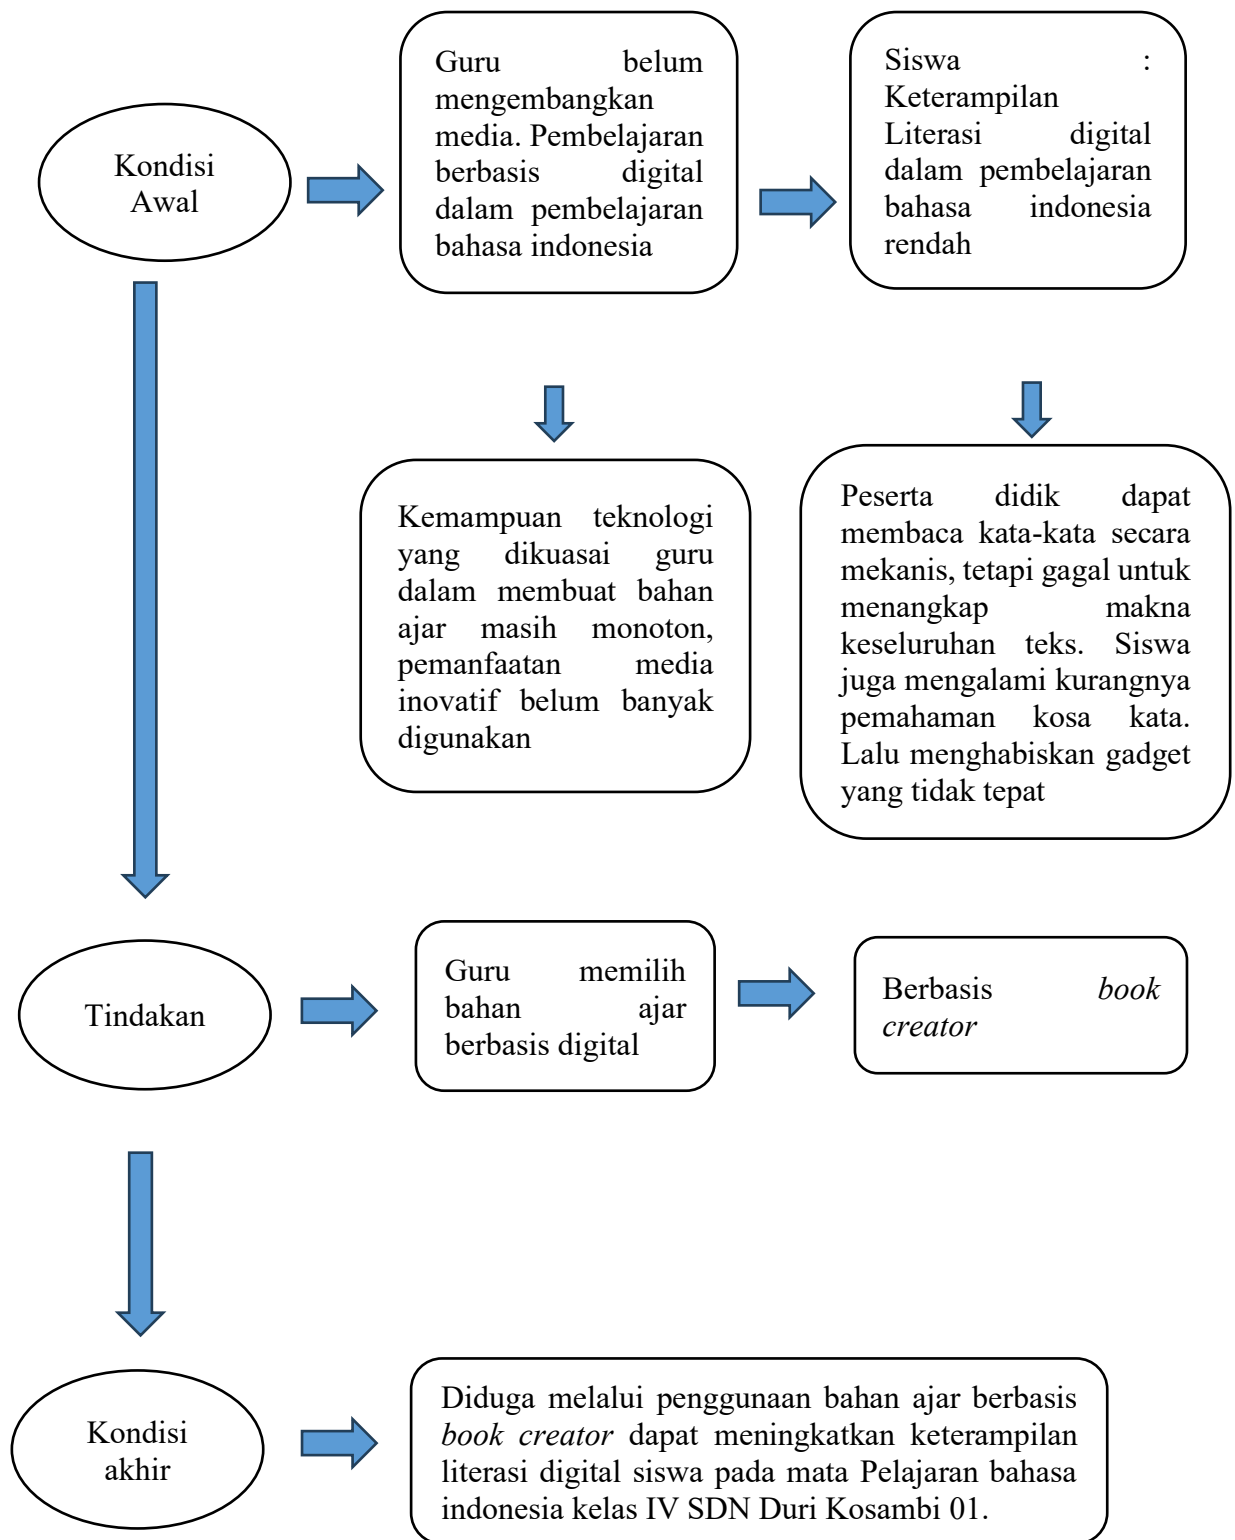 Kondisi
Awal
Guru belum
mengembangkan
media. Pembelajaran
berbasis digital
dalam pembelajaran
bahasa indonesia
Siswa :
Keterampilan
Literasi digital
dalam pembelajaran
bahasa indonesia
rendah
Kemampuan teknologi
yang dikuasai guru
dalam membuat bahan
ajar masih monoton,
pemanfaatan media
inovatif belum banyak
digunakan
Peserta didik dapat
membaca kata-kata secara
mekanis, tetapi gagal untuk
menangkap makna
keseluruhan teks. Siswa
juga mengalami kurangnya
pemahaman kosa kata.
Lalu menghabiskan gadget
yang tidak tepat
Tindakan
Guru memilih
bahan ajar
berbasis digital
Berbasis book
creator
Kondisi
akhir
Diduga melalui penggunaan bahan ajar berbasis
book creator dapat meningkatkan keterampilan
literasi digital siswa pada mata Pelajaran bahasa
indonesia kelas IV SDN Duri Kosambi 01.